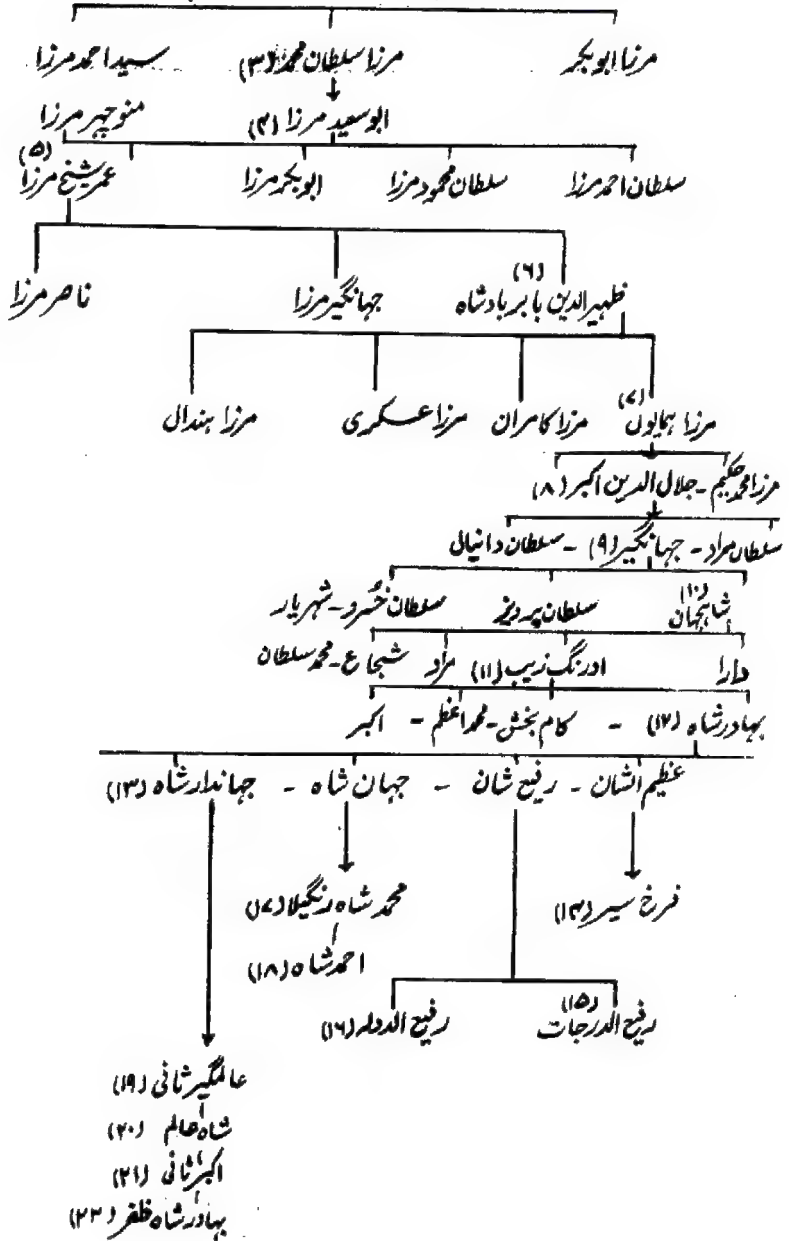 مرزا ابوبکر مرزا سلطان محمد (۳) سید احمد مرزا
ابوسعید مرزا (۴) منوچہر مرزا
سلطان احمد مرزا سلطان محمود مرزا ابوبکر مرزا عمر شیخ مرزا (۵)
ظہیر الدین بابر بادشاہ (۶) جہانگیر مرزا ناصر مرزا
مرزا ہمایوں (۷) مرزا کامران مرزا عسکری مرزا ہندال
مرزا محمد حکیم - جلال الدین اکبر (۸)
سلطان مراد - جہانگیر (۹) - سلطان دانیال
شاہجہان (۱۰) سلطان پرویز سلطان خسرو - شہریار
دارا اورنگ زیب (۱۱) مراد شجاع - محمد سلطان
بہادر شاہ (۱۲) - کام بخش - محمد اعظم - اکبر
عظیم الشان - رفیع شان - جہان شاہ - جہاندار شاہ (۱۳)
فرخ سیر (۱۴) محمد شاہ رنگیلا (۱۷)
احمد شاہ (۱۸)
رفیع الدرجات (۱۵) رفیع الدولہ (۱۶)
عالمگیر ثانی (۱۹)
شاہ عالم (۲۰)
اکبر ثانی (۲۱)
بہادر شاہ ظفر (۲۲)